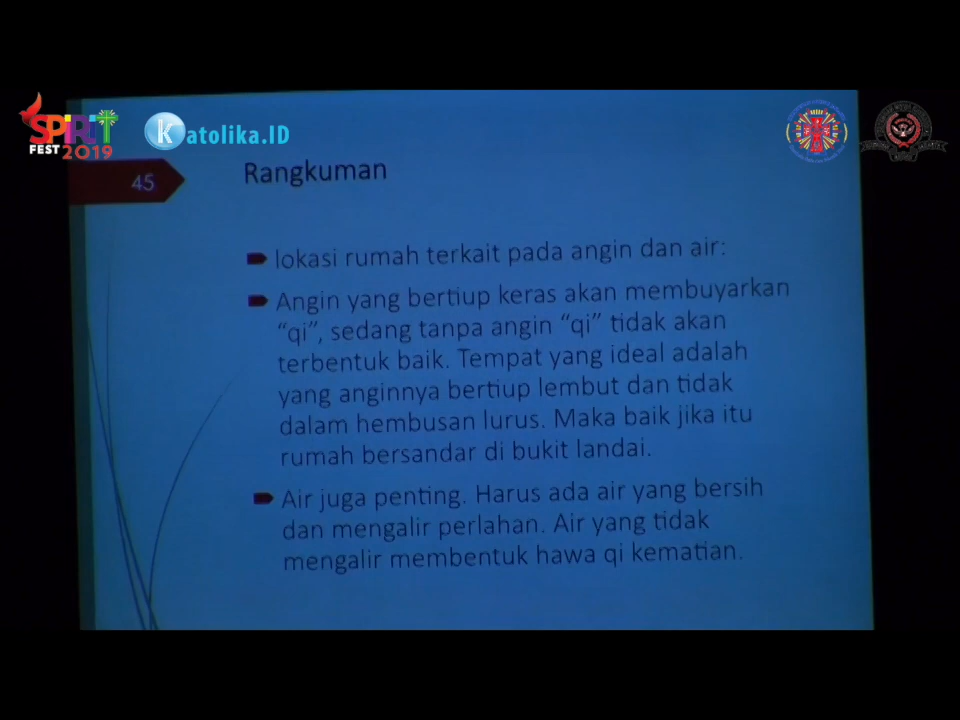 SPIRIT
FEST 2019
Katolika.ID
45
Rangkuman
lokasi rumah terkait pada angin dan air:
Angin yang bertiup keras akan membuyarkan
“qi”, sedang tanpa angin “qi” tidak akan
terbentuk baik. Tempat yang ideal adalah
yang anginnya bertiup lembut dan tidak
dalam hembusan lurus. Maka baik jika itu
rumah bersandar di bukit landai.
Air juga penting. Harus ada air yang bersih
dan mengalir perlahan. Air yang tidak
mengalir membentuk hawa qi kematian.